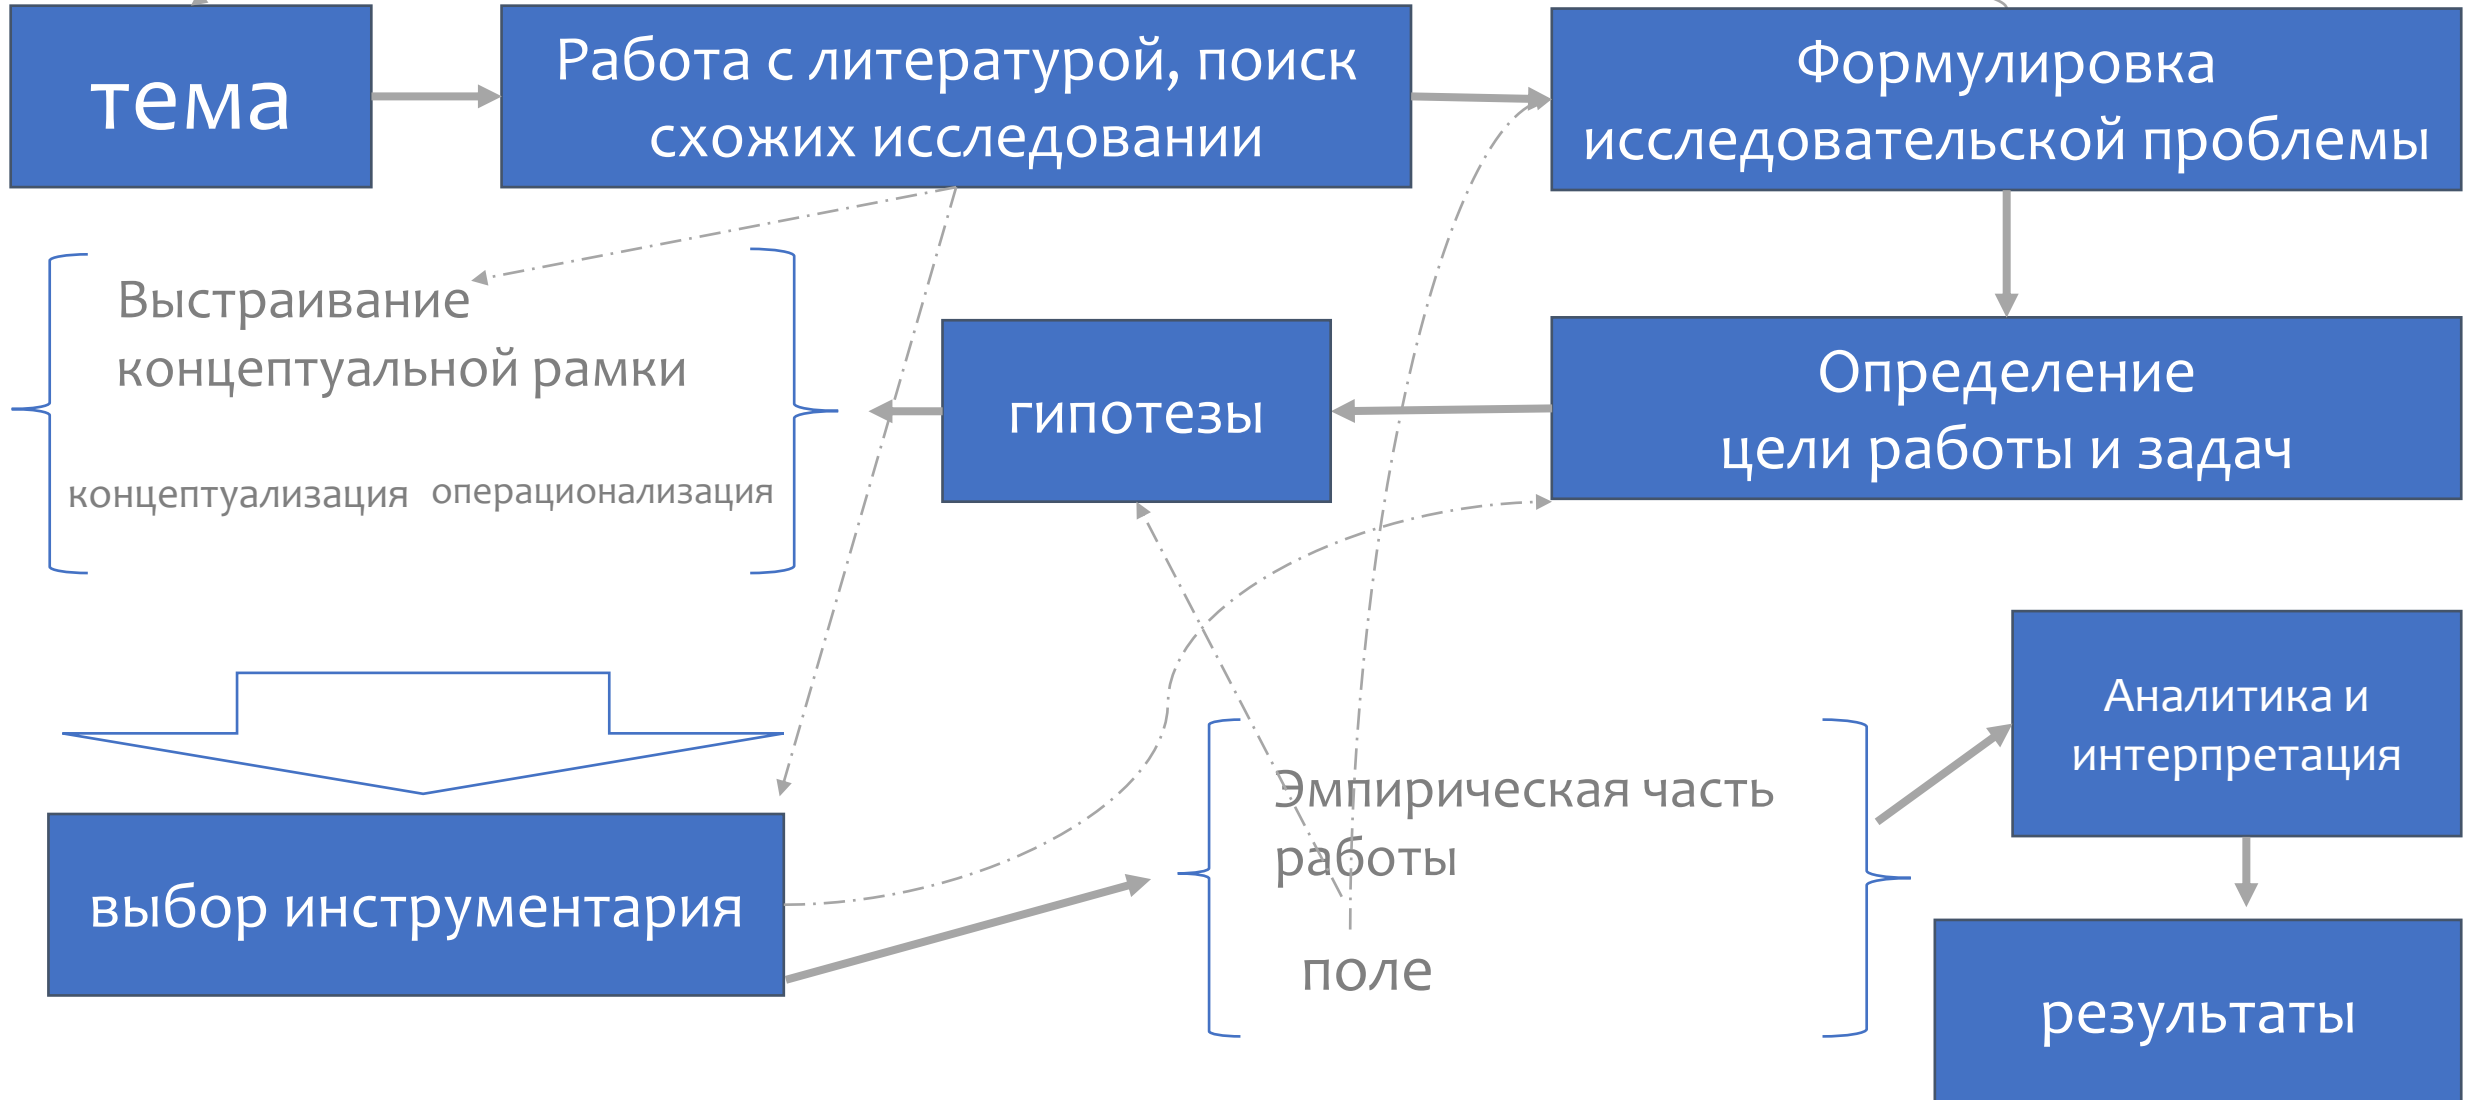 тема
Работа с литературой, поиск
схожих исследовании
Формулировка
исследовательской проблемы
Выстраивание
концептуальной рамки
концептуализация операционализация
гипотезы
Определение
цели работы и задач
выбор инструментария
Эмпирическая часть
работы
поле
Аналитика и
интерпретация
результаты